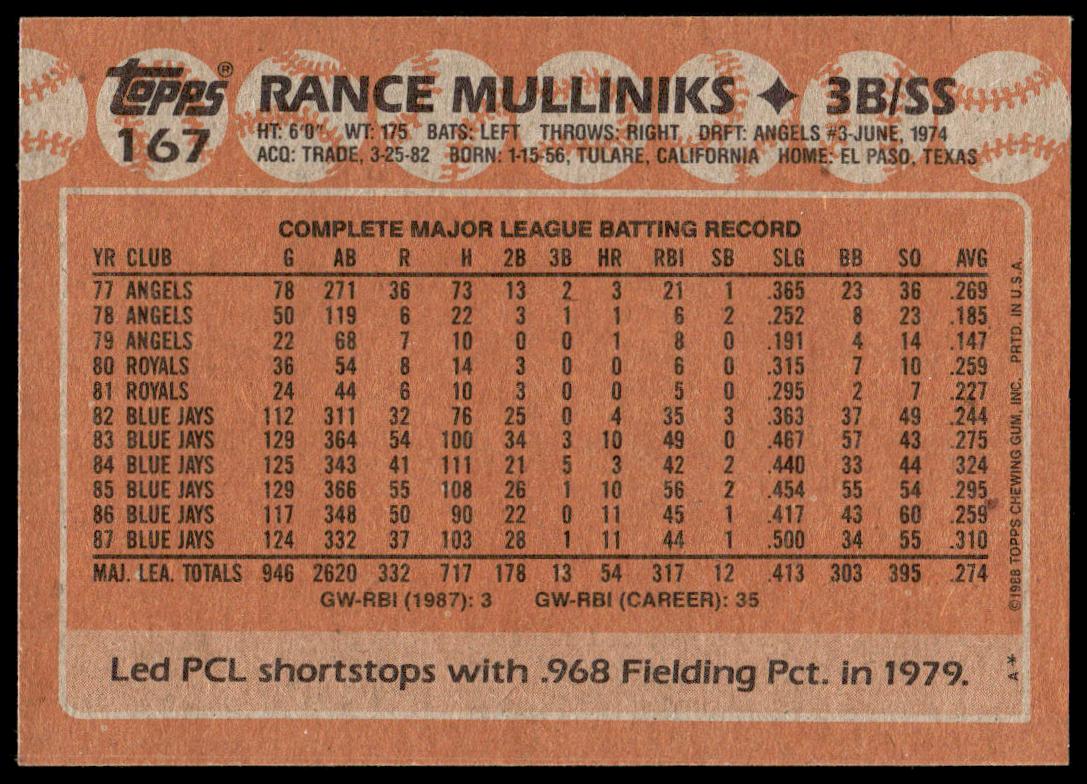 topps® RANCE MULLINIKS ♦ 3B/SS
167 HT: 6'0" WT: 175 BATS: LEFT THROWS: RIGHT DRFT: ANGELS #3-JUNE, 1974
ACQ: TRADE, 3-25-82 BORN: 1-15-56, TULARE, CALIFORNIA HOME: EL PASO, TEXAS
COMPLETE MAJOR LEAGUE BATTING RECORD
YR CLUB G AB R H 2B 3B HR RBI SB SLG BB SO AVG
77 ANGELS 78 271 36 73 13 2 3 21 1 .365 23 36 .269
78 ANGELS 50 119 6 22 3 1 1 6 2 .252 8 23 .185
79 ANGELS 22 68 7 10 0 0 1 8 0 .191 4 14 .147
80 ROYALS 36 54 8 14 3 0 0 6 0 .315 7 10 .259
81 ROYALS 24 44 6 10 3 0 0 5 0 .295 2 7 .227
82 BLUE JAYS 112 311 32 76 25 0 4 35 3 .363 37 49 .244
83 BLUE JAYS 129 364 54 100 34 3 10 49 0 .467 57 43 .275
84 BLUE JAYS 125 343 41 111 21 5 3 42 2 .440 33 44 .324
85 BLUE JAYS 129 366 55 108 26 1 10 56 2 .454 55 54 .295
86 BLUE JAYS 117 348 50 90 22 0 11 45 1 .417 43 60 .259
87 BLUE JAYS 124 332 37 103 28 1 11 44 1 .500 34 55 .310
MAJ. LEA. TOTALS 946 2620 332 717 178 13 54 317 12 .413 303 395 .274
GW-RBI (1987): 3 GW-RBI (CAREER): 35
Led PCL shortstops with .968 Fielding Pct. in 1979.
©1988 TOPPS CHEWING GUM, INC. PRTD. IN U.S.A.
A-*